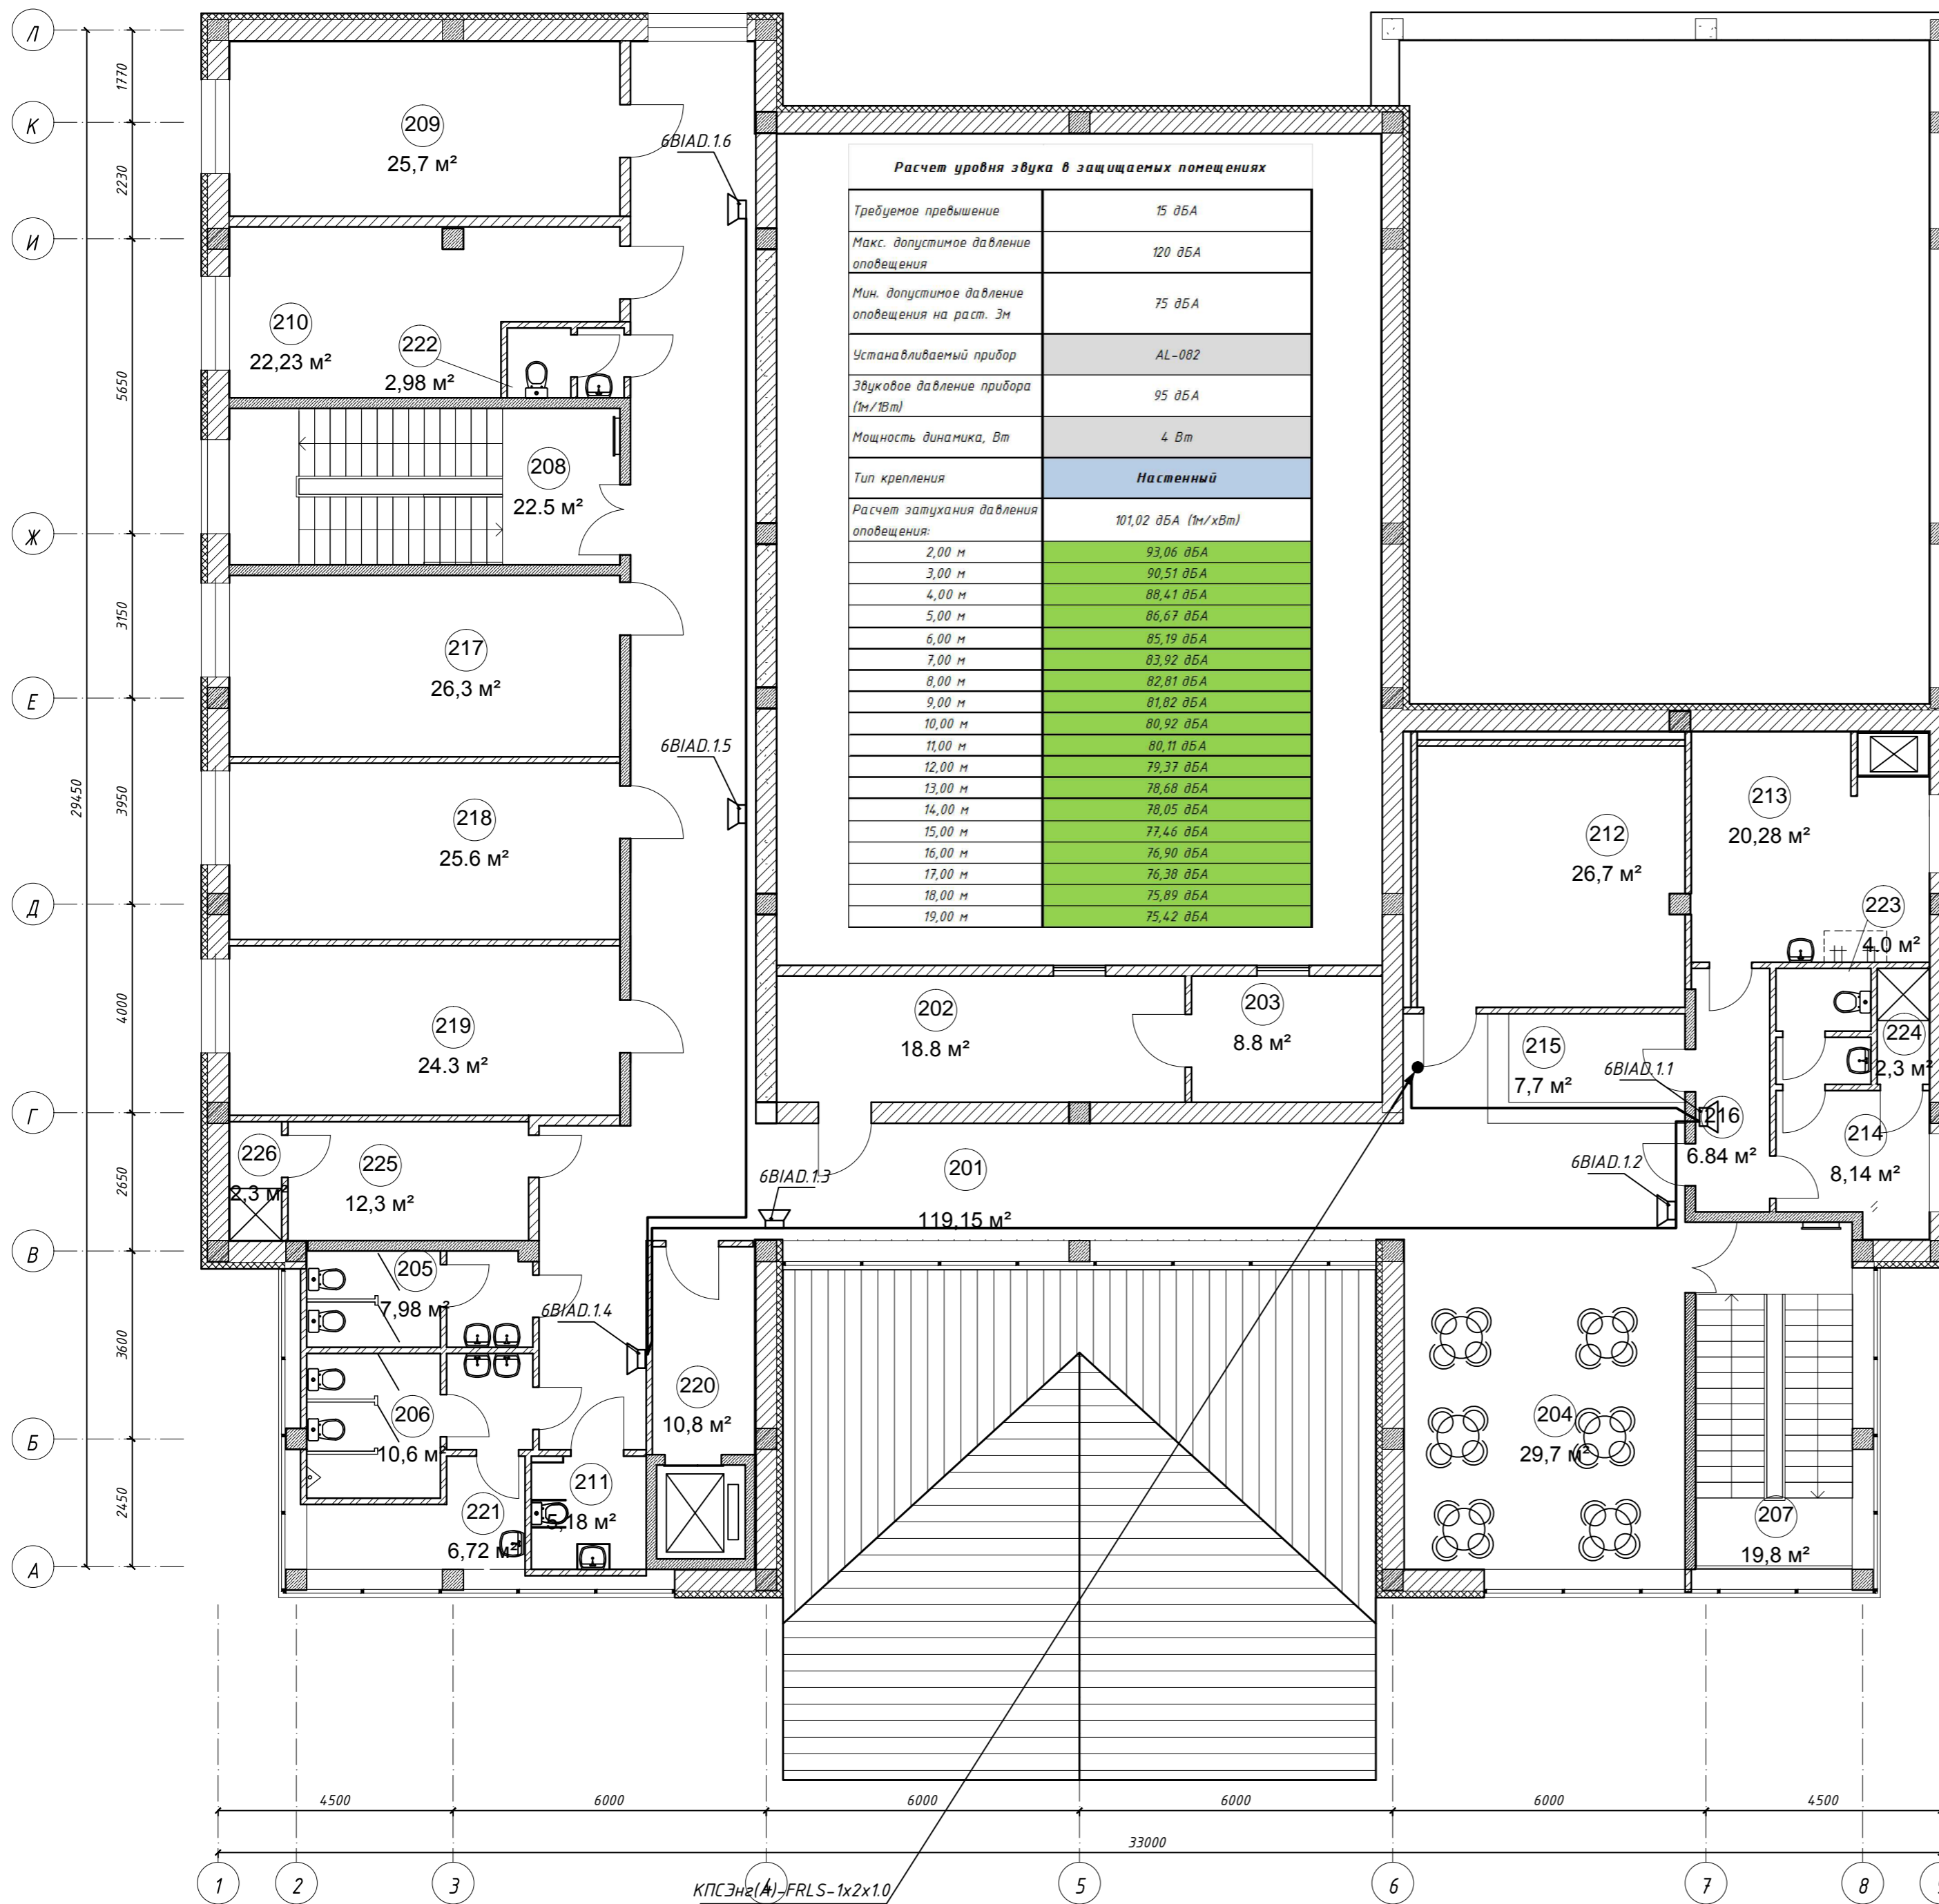 Л
К
И
Ж
Е
Д
Г
В
Б
А
1770
2230
5650
3150
3950
4000
2650
3600
2450
29450
209
25,7 м²
6BIAD.1.6
210
22,23 м²
222
2,98 м²
208
22.5 м²
217
26,3 м²
6BIAD.1.5
218
25.6 м²
219
24.3 м²
226
2,3 м²
225
12,3 м²
205
7,98 м²
6BIAD.1.4
206
10,6 м²
221
6,72 м²
211
5,18 м²
220
10,8 м²
Расчет уровня звука в защищаемых помещениях
Требуемое превышение 15 дБА
Макс. допустимое давление
оповещения 120 дБА
Мин. допустимое давление
оповещения на раст. 3м 75 дБА
Устанавливаемый прибор AL-082
Звуковое давление прибора
(1м/1Вт) 95 дБА
Мощность динамика, Вт 4 Вт
Тип крепления Настенный
Расчет затухания давления
оповещения: 101,02 дБА (1м/хВт)
2,00 м 93,06 дБА
3,00 м 90,51 дБА
4,00 м 88,41 дБА
5,00 м 86,67 дБА
6,00 м 85,19 дБА
7,00 м 83,92 дБА
8,00 м 82,81 дБА
9,00 м 81,82 дБА
10,00 м 80,92 дБА
11,00 м 80,11 дБА
12,00 м 79,37 дБА
13,00 м 78,68 дБА
14,00 м 78,05 дБА
15,00 м 77,46 дБА
16,00 м 76,90 дБА
17,00 м 76,38 дБА
18,00 м 75,89 дБА
19,00 м 75,42 дБА
202
18.8 м²
203
8.8 м²
6BIAD.1.3
201
119,15 м²
212
26,7 м²
213
20,28 м²
223
4.0 м²
224
2,3 м²
215
7,7 м²
6BIAD.1.1
216
6.84 м²
214
8,14 м²
6BIAD.1.2
204
29,7 м²
207
19,8 м²
4500
6000
6000
6000
6000
4500
33000
1
2
3
4
5
6
7
8
КПСЭнг(А)-FRLS-1х2х1.0